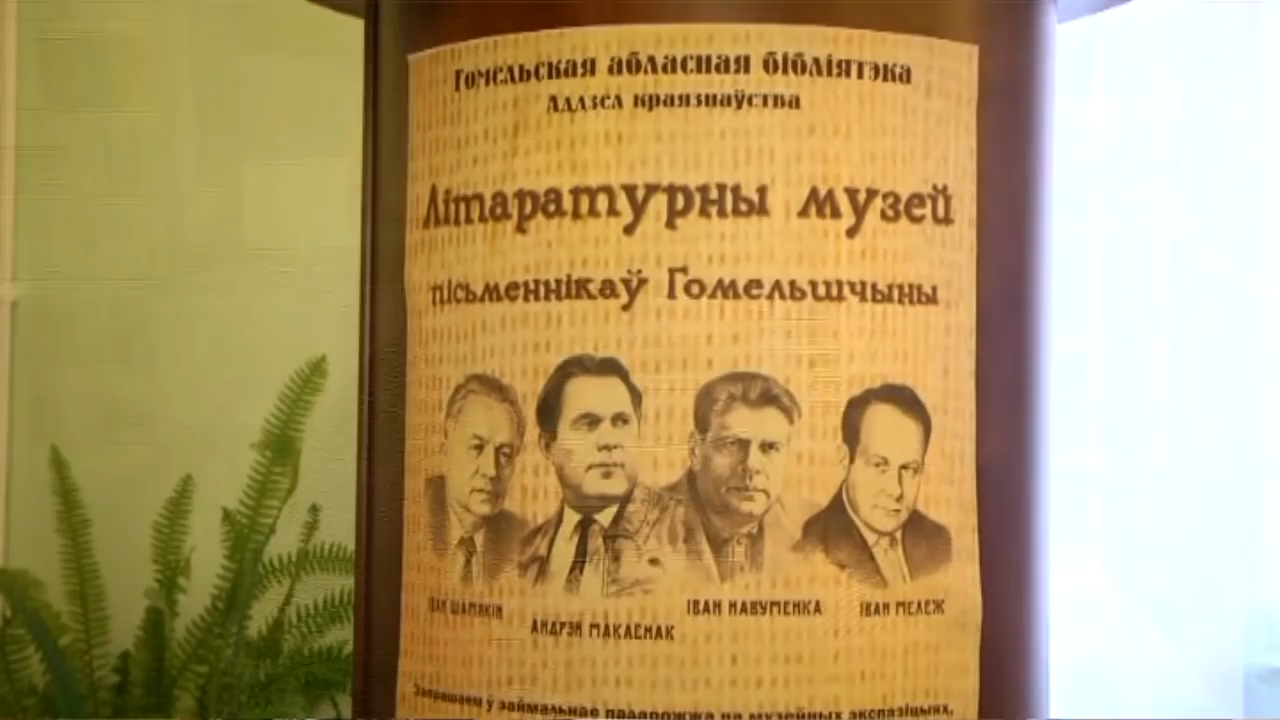 Гомельская абласная бібліятэка
Аддзел краязнаўства
Літаратурны музей
пісьменнікаў Гомельшчыны
ІВАН ШАМЯКІН
АНДРЭЙ МАКАЁНАК
ІВАН НАВУМЕНКА
ІВАН МЕЛЕЖ
Запрашаем у займальнае падарожжа па музейных экспазіцыях,